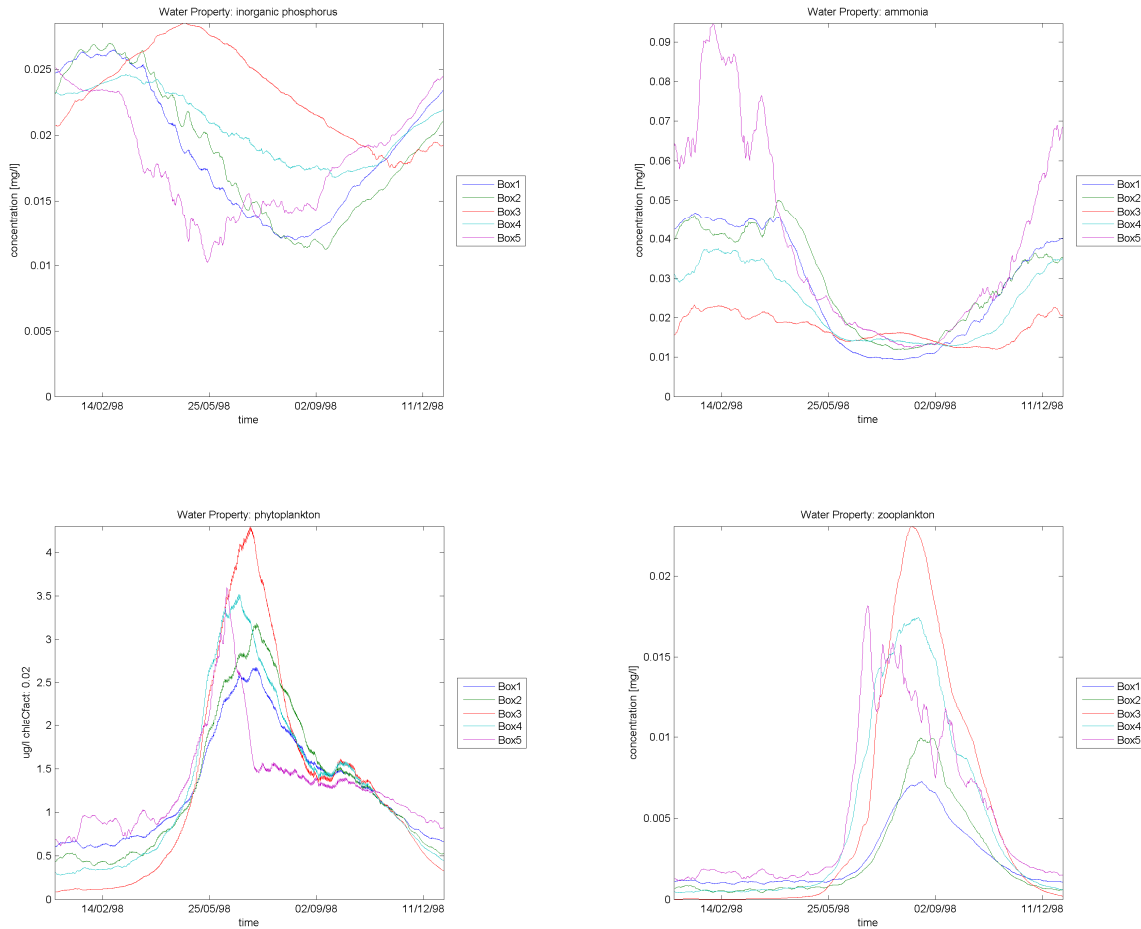 Water Property: inorganic phosphorus
0.025
0.02
0.015
0.01
0.005
0
concentration [mg/l]
14/02/98 25/05/98 02/09/98 11/12/98
time
Box1
Box2
Box3
Box4
Box5
Water Property: ammonia
0.09
0.08
0.07
0.06
0.05
0.04
0.03
0.02
0.01
0
concentration [mg/l]
14/02/98 25/05/98 02/09/98 11/12/98
time
Box1
Box2
Box3
Box4
Box5
Water Property: phytoplankton
4
3.5
3
2.5
2
1.5
1
0.5
0
ug/l chlaCfact: 0.02
14/02/98 25/05/98 02/09/98 11/12/98
time
Box1
Box2
Box3
Box4
Box5
Water Property: zooplankton
0.02
0.015
0.01
0.005
0
concentration [mg/l]
14/02/98 25/05/98 02/09/98 11/12/98
time
Box1
Box2
Box3
Box4
Box5